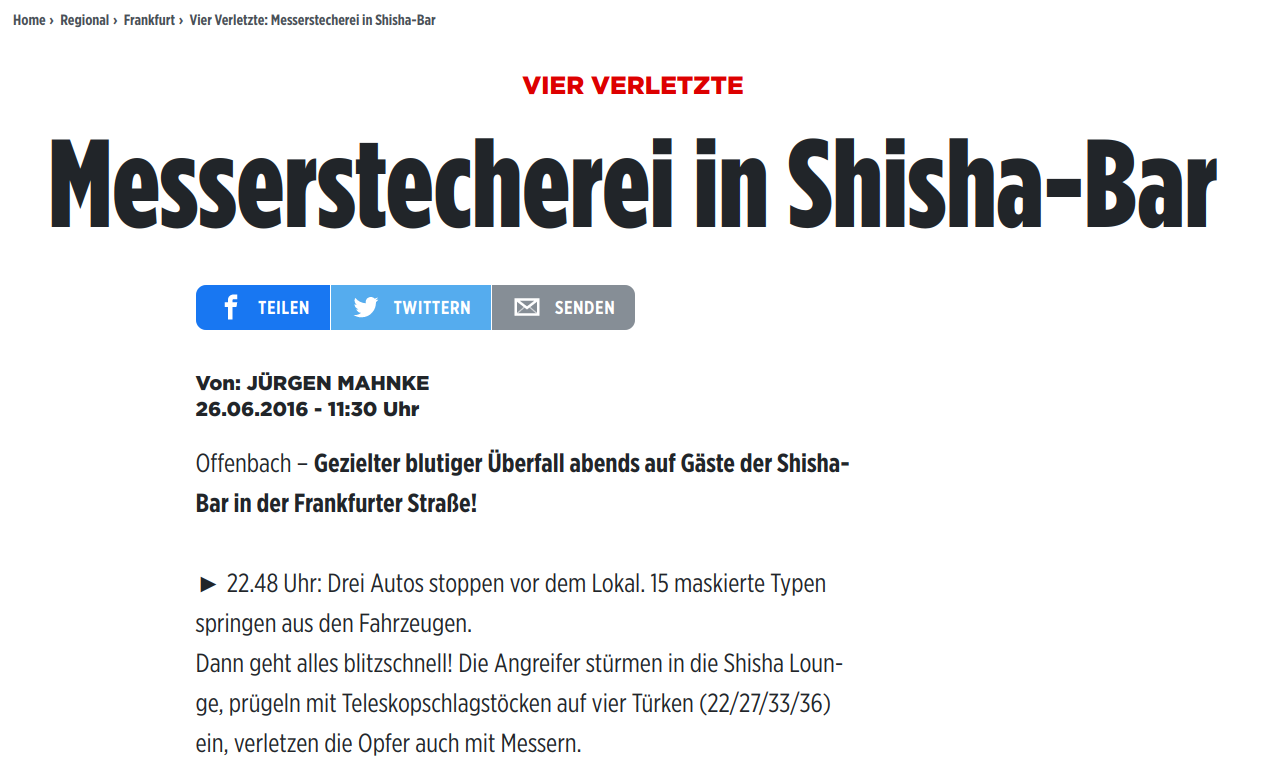 Home › Regional › Frankfurt › Vier Verletzte: Messerstecherei in Shisha-Bar
VIER VERLETZTE
Messerstecherei in Shisha-Bar
TEILEN TWITTERN SENDEN
Von: JÜRGEN MAHNKE
26.06.2016 - 11:30 Uhr
Offenbach – Gezielter blutiger Überfall abends auf Gäste der Shisha-
Bar in der Frankfurter Straße!
► 22.48 Uhr: Drei Autos stoppen vor dem Lokal. 15 maskierte Typen
springen aus den Fahrzeugen.
Dann geht alles blitzschnell! Die Angreifer stürmen in die Shisha Loun-
ge, prügeln mit Teleskopschlagstöcken auf vier Türken (22/27/33/36)
ein, verletzen die Opfer auch mit Messern.